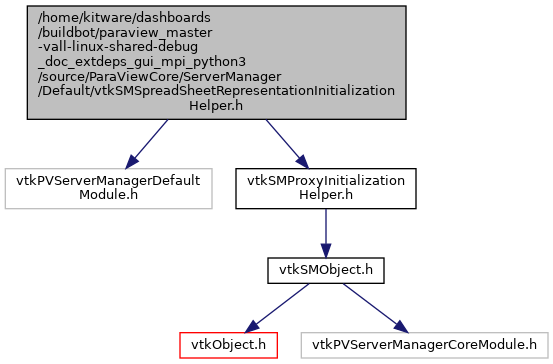 /home/kitware/dashboards
/buildbot/paraview_master
-vall-linux-shared-debug
_doc_extdeps_gui_mpi_python3
/source/ParaViewCore/ServerManager
/Default/vtkSMSpreadSheetRepresentationInitialization
Helper.h
vtkPVServerManagerDefault
Module.h
vtkSMProxyInitialization
Helper.h
vtkSMObject.h
vtkObject.h
vtkPVServerManagerCoreModule.h